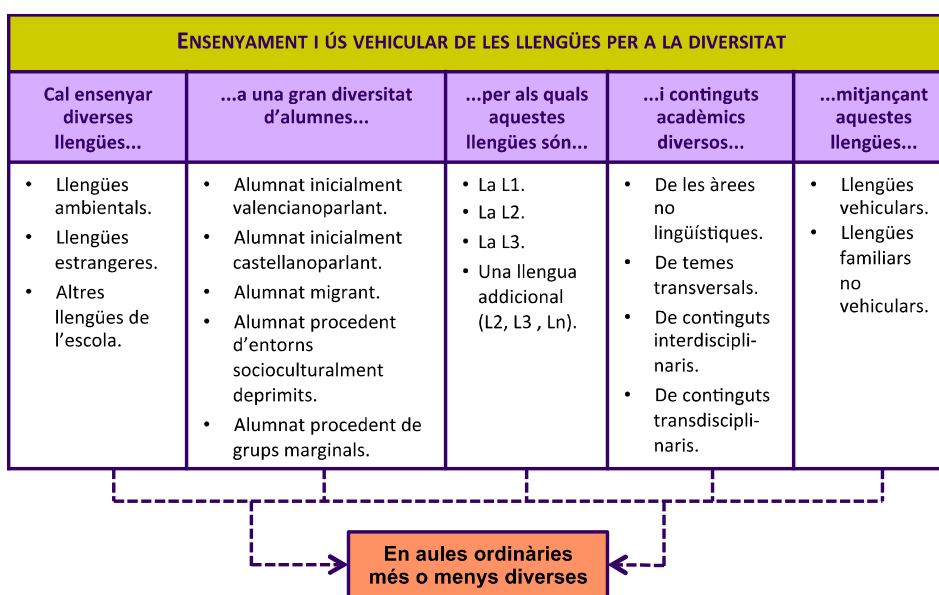 ENSENYAMENT I ÚS VEHICULAR DE LES LLENGÜES PER A LA DIVERSITAT
Cal ensenyar
diverses
llengües...
...a una gran diversitat
d'alumnes...
...per als quals
aquestes
llengües són...
...i continguts
acadèmics
diversos...
...mitjançant
aquestes
llengües...
• Llengües
ambientals.
• Llengües
estrangeres.
• Altres
llengües de
l'escola.
• Alumnat inicialment
valencianoparlant.
• Alumnat inicialment
castellanoparlant.
• Alumnat migrant.
• Alumnat procedent
d'entorns
socioculturalment
deprimits.
• Alumnat procedent de
grups marginals.
• La L1.
• La L2.
• La L3.
• Una llengua
addicional
(L2, L3 , Ln).
• De les àrees
no
lingüístiques.
• De temes
transversals.
• De continguts
interdiscipli-
naris.
• De continguts
transdiscipli-
naris.
• Llengües
vehiculars.
• Llengües
familiars
no
vehiculars.
En aules ordinàries
més o menys diverses